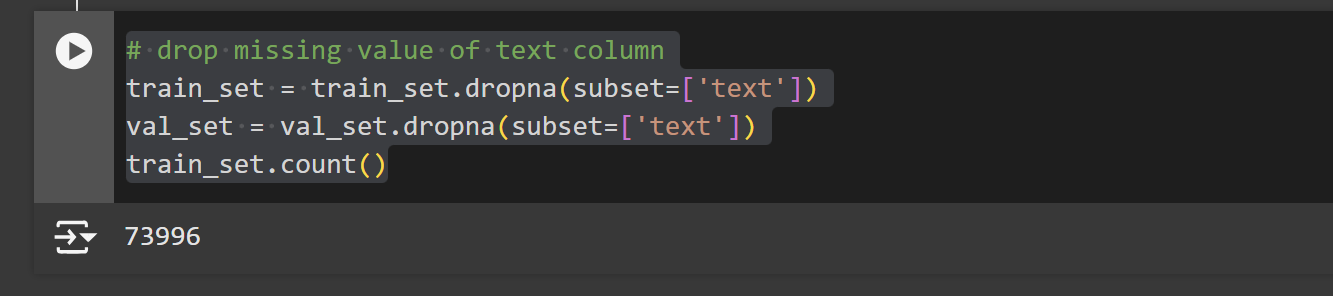 # drop missing value of text column
train_set = train_set.dropna(subset=['text'])
val_set = val_set.dropna(subset=['text'])
train_set.count()
73996